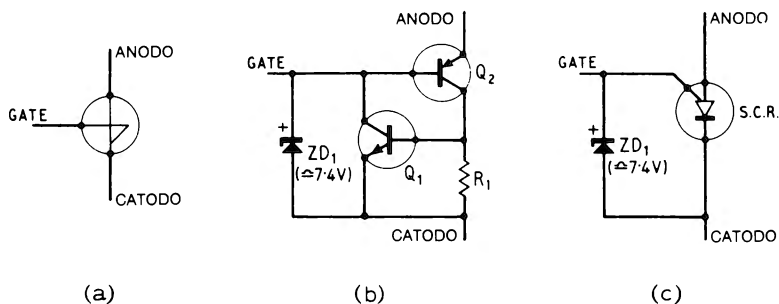 ANODO
GATE
CATODO
(a)
ANODO
GATE
Q2
+
ZD1
(≏7·4V)
Q1
R1
CATODO
(b)
ANODO
GATE
S.C.R.
+
ZD1
(≏7·4V)
CATODO
(c)